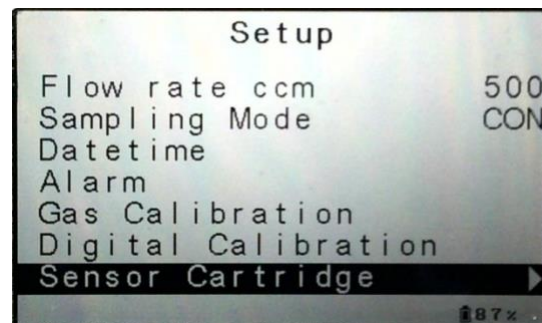 Setup
Flow rate ccm 500
Sampling Mode CON
Datetime
Alarm
Gas Calibration
Digital Calibration
Sensor Cartridge
87%